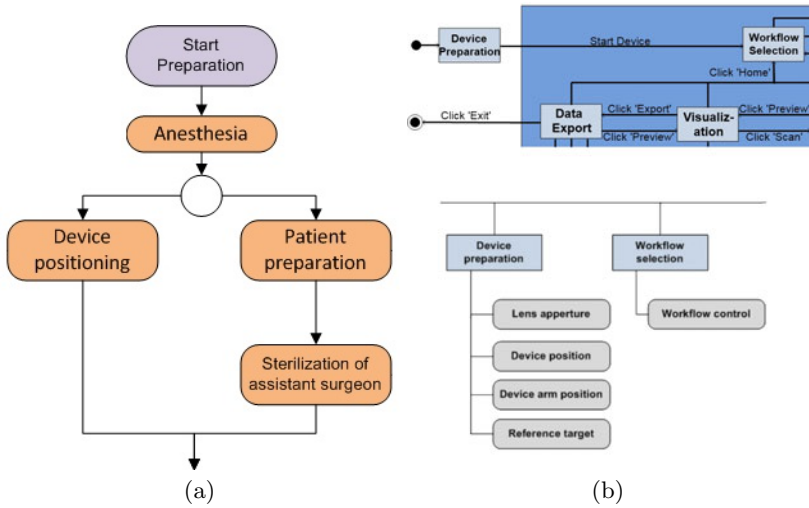 Start
Preparation
Anesthesia
Device
positioning
Patient
preparation
Sterilization of
assistant surgeon
(a)
Device
Preparation
Start Device
Workflow
Selection
Click 'Home'
Click 'Exit'
Data
Export
Click 'Export'
Click 'Preview'
Visualiz-
ation
Click 'Preview'
Click 'Scan'
Device
preparation
Workflow
selection
Lens apperture
Workflow control
Device position
Device arm position
Reference target
(b)